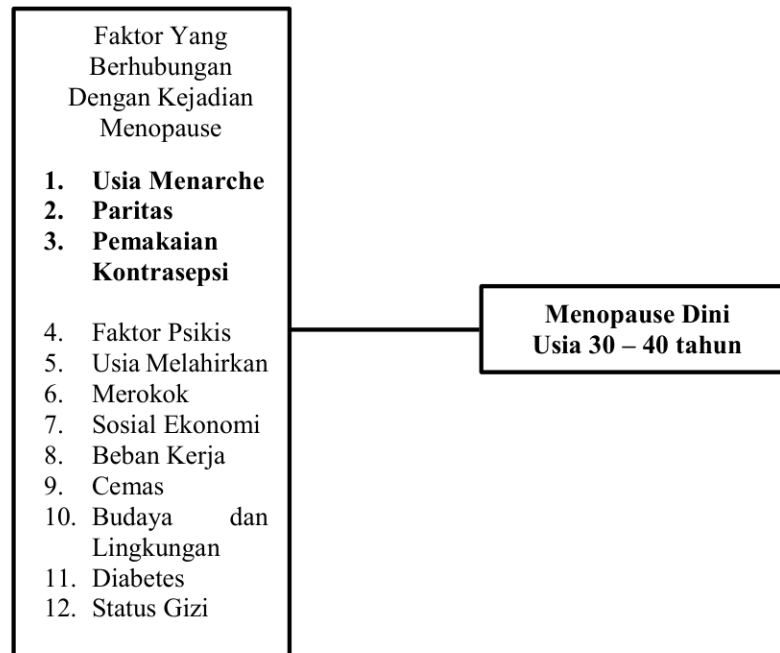 Faktor Yang
Berhubungan
Dengan Kejadian
Menopause
1. Usia Menarche
2. Paritas
3. Pemakaian
Kontrasepsi
4. Faktor Psikis
5. Usia Melahirkan
6. Merokok
7. Sosial Ekonomi
8. Beban Kerja
9. Cemas
10. Budaya dan
Lingkungan
11. Diabetes
12. Status Gizi
Menopause Dini
Usia 30 – 40 tahun